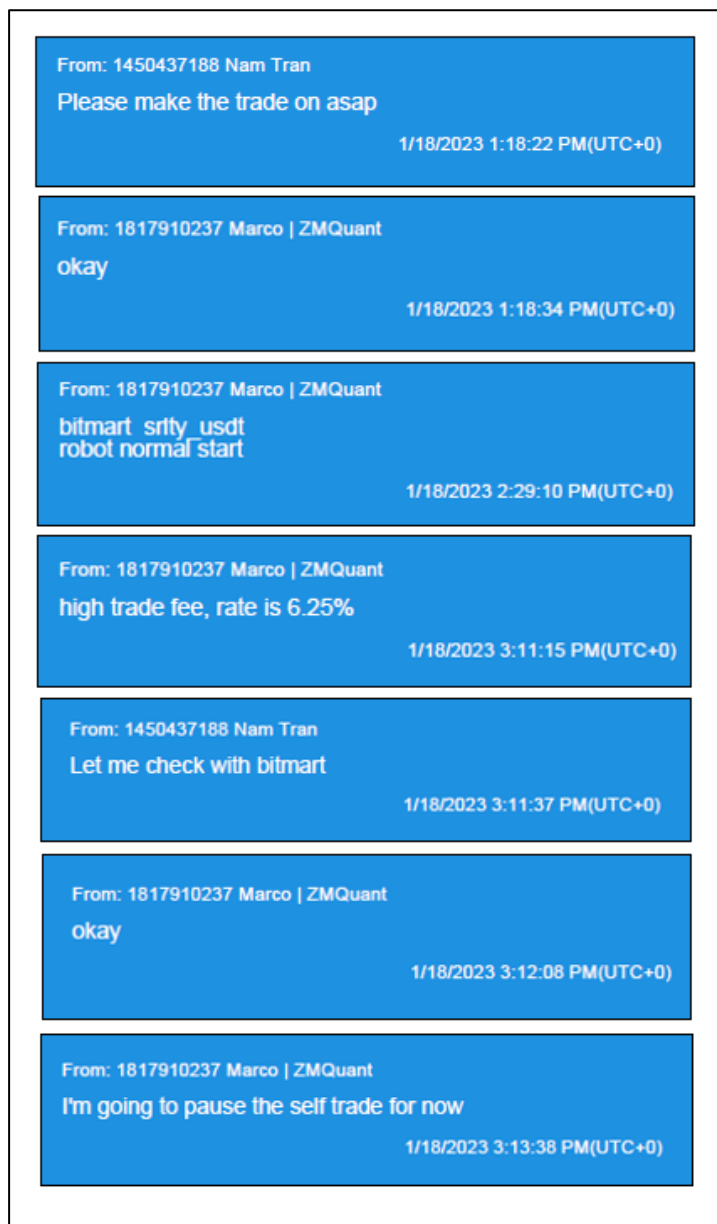 From: 1450437188 Nam Tran
Please make the trade on asap
1/18/2023 1:18:22 PM(UTC+0)
From: 1817910237 Marco | ZMQuant
okay
1/18/2023 1:18:34 PM(UTC+0)
From: 1817910237 Marco | ZMQuant
bitmart srlty_usdt
robot normal start
1/18/2023 2:29:10 PM(UTC+0)
From: 1817910237 Marco | ZMQuant
high trade fee, rate is 6.25%
1/18/2023 3:11:15 PM(UTC+0)
From: 1450437188 Nam Tran
Let me check with bitmart
1/18/2023 3:11:37 PM(UTC+0)
From: 1817910237 Marco | ZMQuant
okay
1/18/2023 3:12:08 PM(UTC+0)
From: 1817910237 Marco | ZMQuant
I'm going to pause the self trade for now
1/18/2023 3:13:38 PM(UTC+0)